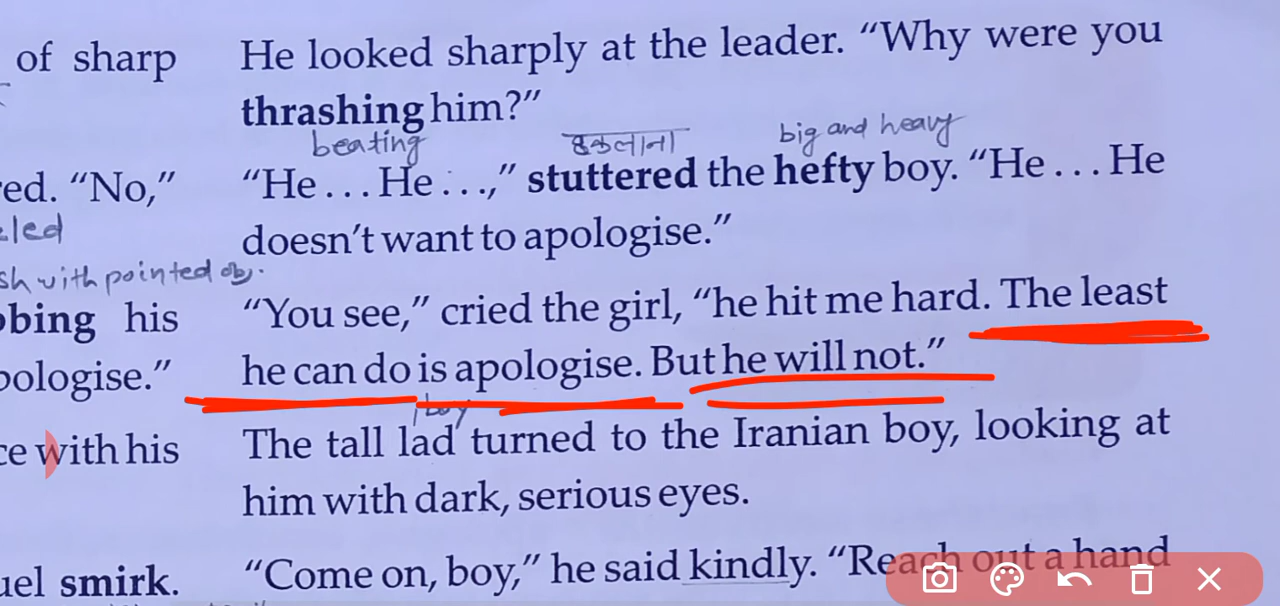 of sharp
ed. "No,"
led
sh with pointed obj.
bbing his
pologise."
ce with his
uel smirk.
He looked sharply at the leader. "Why were you
thrashing him?"
beating
हकलाना
big and heavy
"He . . . He . . .," stuttered the hefty boy. "He . . . He
doesn't want to apologise."
"You see," cried the girl, "he hit me hard. The least
he can do is apologise. But he will not."
boy
The tall lad turned to the Iranian boy, looking at
him with dark, serious eyes.
"Come on, boy," he said kindly. "Reach out a hand